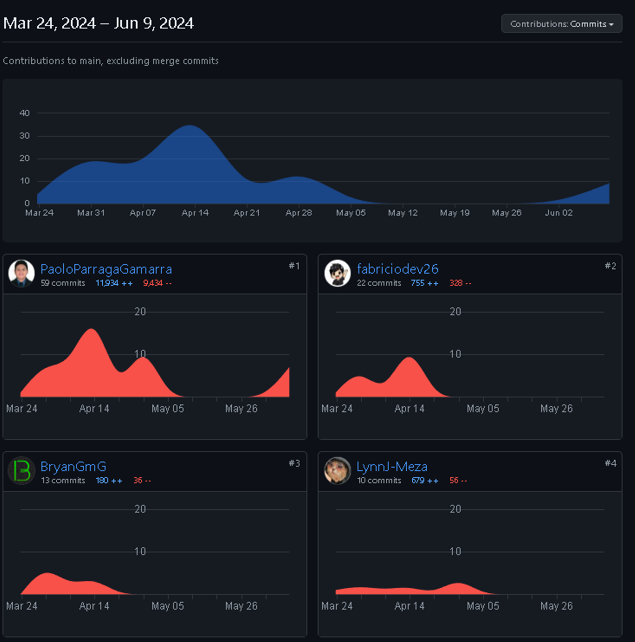 Mar 24, 2024 – Jun 9, 2024
Contributions: Commits
Contributions to main, excluding merge commits
40
30
20
10
0
Mar 24 Mar 31 Apr 07 Apr 14 Apr 21 Apr 28 May 05 May 12 May 19 May 26 Jun 02
PaoloParragaGamarra #1
59 commits 11,934 ++ 9,434 --
20
10
Mar 24 Apr 14 May 05 May 26
fabriciodev26 #2
22 commits 755 ++ 328 --
20
10
Mar 24 Apr 14 May 05 May 26
BryanGmG #3
13 commits 180 ++ 36 --
20
10
Mar 24 Apr 14 May 05 May 26
LynnJ-Meza #4
10 commits 679 ++ 56 --
20
10
Mar 24 Apr 14 May 05 May 26